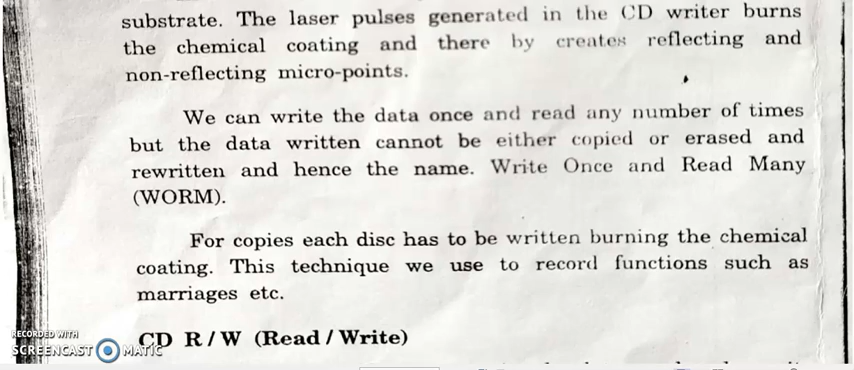 substrate. The laser pulses generated in the CD writer burns
the chemical coating and there by creates reflecting and
non-reflecting micro-points.
We can write the data once and read any number of times
but the data written cannot be either copied or erased and
rewritten and hence the name. Write Once and Read Many
(WORM).
For copies each disc has to be written burning the chemical
coating. This technique we use to record functions such as
marriages etc.
CD R/W (Read / Write)
RECORDED WITH
SCREENCAST MATIC